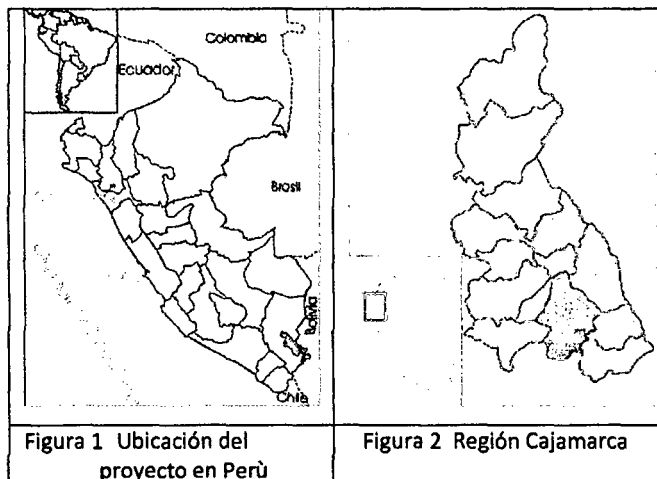 Colombia
Ecuador
Brasil
Bolivia
Chile
Figura 1 Ubicación del
proyecto en Perù
Figura 2 Región Cajamarca